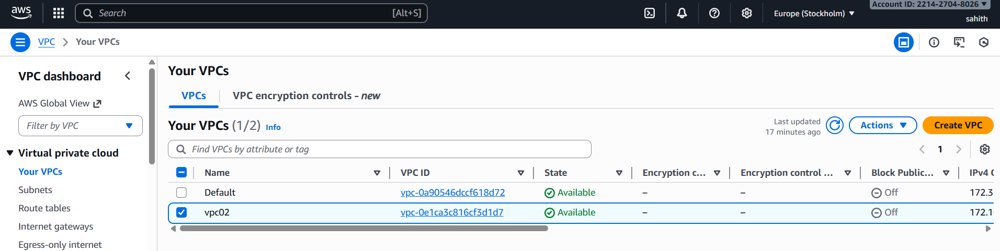 aws
Search [Alt+S]
Europe (Stockholm)
Account ID: 2214-2704-8026
sahith
VPC > Your VPCs
VPC dashboard
AWS Global View
Filter by VPC
Virtual private cloud
Your VPCs
Subnets
Route tables
Internet gateways
Egress-only internet
Your VPCs
VPCs
VPC encryption controls - new
Your VPCs (1/2) Info
Last updated
17 minutes ago
Actions
Create VPC
Find VPCs by attribute or tag
1
Name VPC ID State Encryption c... Encryption control ... Block Public... IPv4 C
Default vpc-0a90546dccf618d72 Available – – Off 172.3
vpc02 vpc-0e1ca3c816cf3d1d7 Available – – Off 172.1